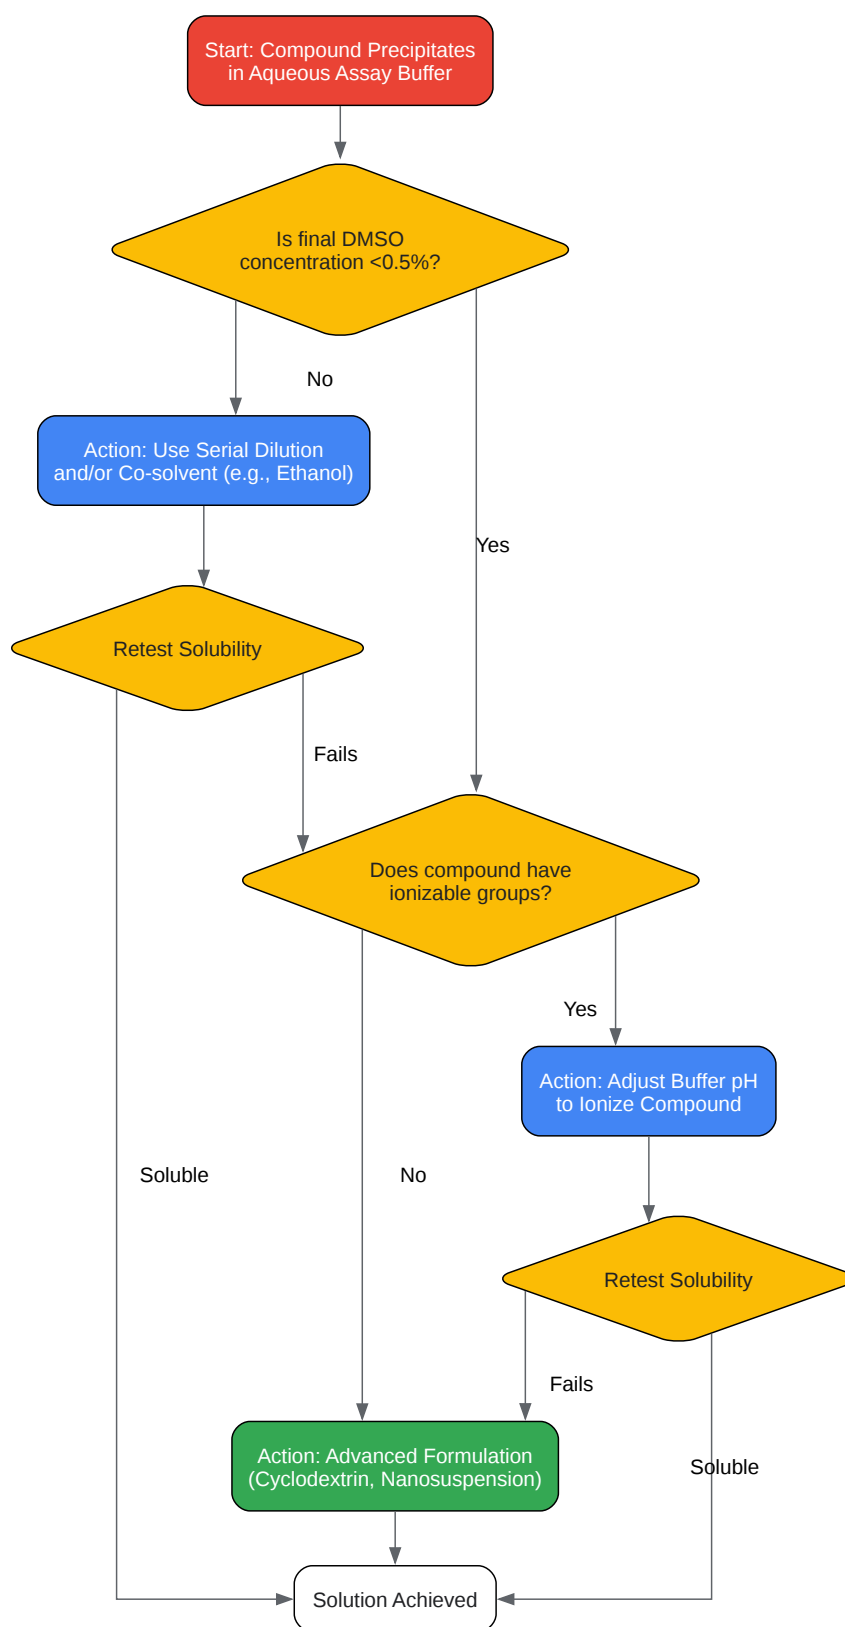 Start: Compound Precipitates
in Aqueous Assay Buffer
Is final DMSO
concentration <0.5%?
No
Action: Use Serial Dilution
and/or Co-solvent (e.g., Ethanol)
Yes
Retest Solubility
Fails
Does compound have
ionizable groups?
Yes
Action: Adjust Buffer pH
to Ionize Compound
Soluble
No
Retest Solubility
Fails
Action: Advanced Formulation
(Cyclodextrin, Nanosuspension)
Soluble
Solution Achieved